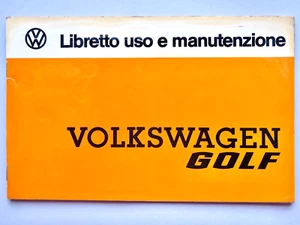 Libretto uso e manutenzione
VOLKSWAGEN
GOLF